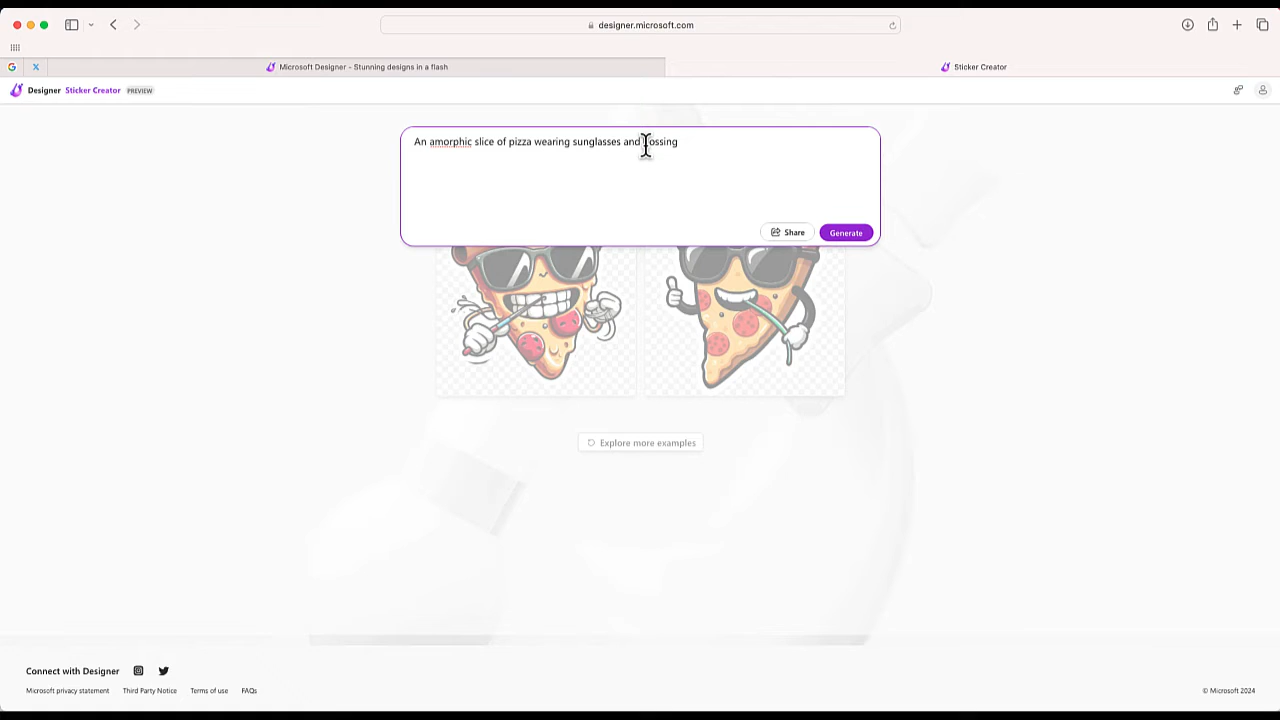 designer.microsoft.com
Microsoft Designer - Stunning designs in a flash
Sticker Creator
Designer Sticker Creator PREVIEW
An amorphic slice of pizza wearing sunglasses and
Share
Generate
Explore more examples
Connect with Designer
Microsoft privacy statement Third Party Notice Terms of use FAQs
© Microsoft 2024